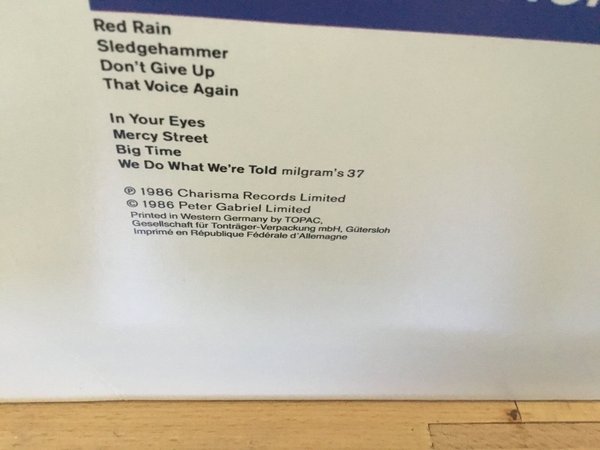 Red Rain
Sledgehammer
Don't Give Up
That Voice Again
In Your Eyes
Mercy Street
Big Time
We Do What We're Told milgram's 37
℗ 1986 Charisma Records Limited
© 1986 Peter Gabriel Limited
Printed in Western Germany by TOPAC,
Gesellschaft für Tonträger-Verpackung mbH, Gütersloh
Imprimé en République Fédérale d'Allemagne